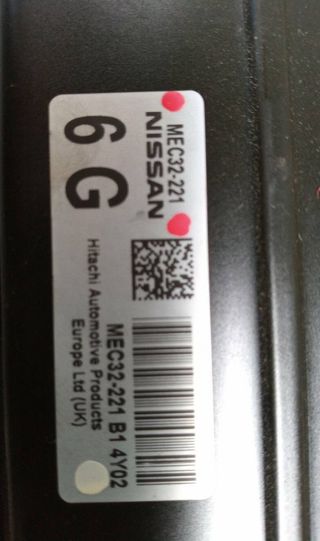 MEC32-221
NISSAN
6 G
MEC32-221 B1 4Y02
Hitachi Automotive Products
Europe Ltd (UK)